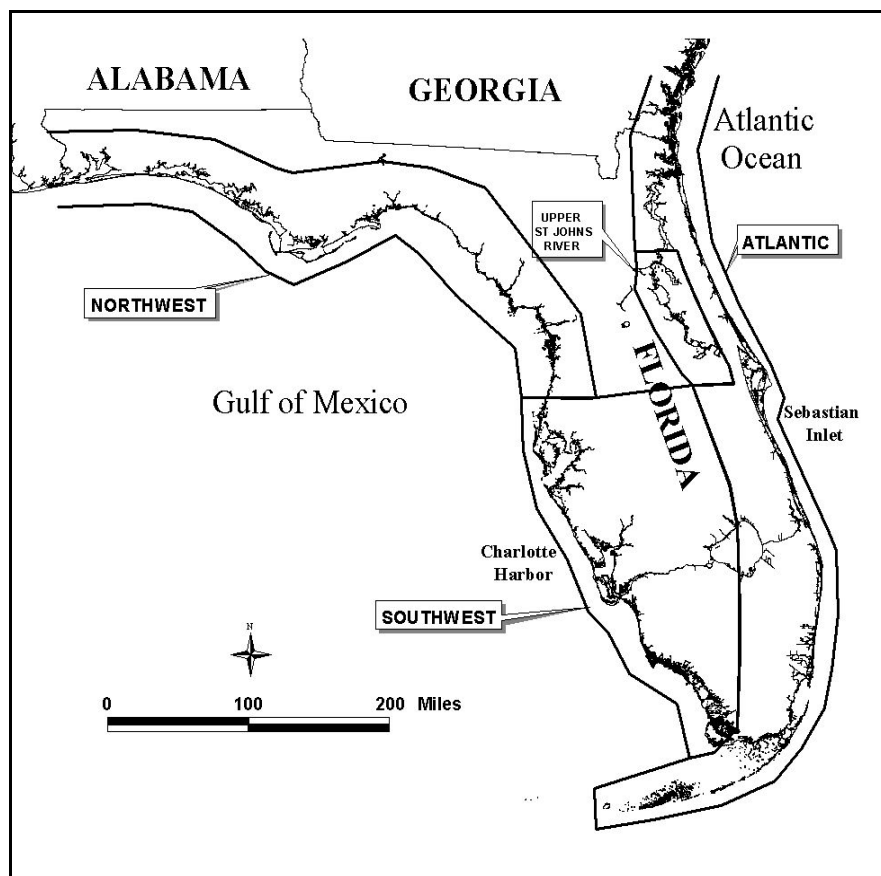 ALABAMA
GEORGIA
Atlantic
Ocean
UPPER
ST JOHNS
RIVER
ATLANTIC
NORTHWEST
FLORIDA
Gulf of Mexico
Sebastian
Inlet
Charlotte
Harbor
SOUTHWEST
N
0 100 200 Miles